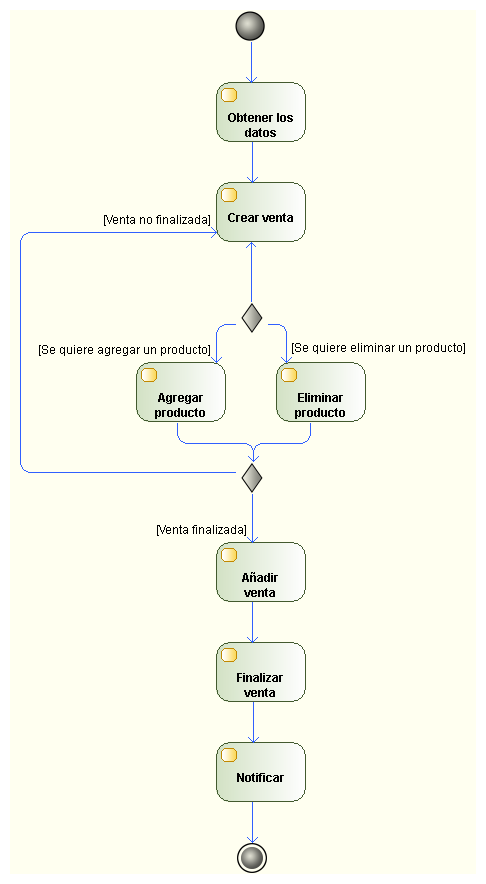 Obtener los
datos
Crear venta
[Venta no finalizada]
[Se quiere agregar un producto]
[Se quiere eliminar un producto]
Agregar
producto
Eliminar
producto
[Venta finalizada]
Añadir
venta
Finalizar
venta
Notificar